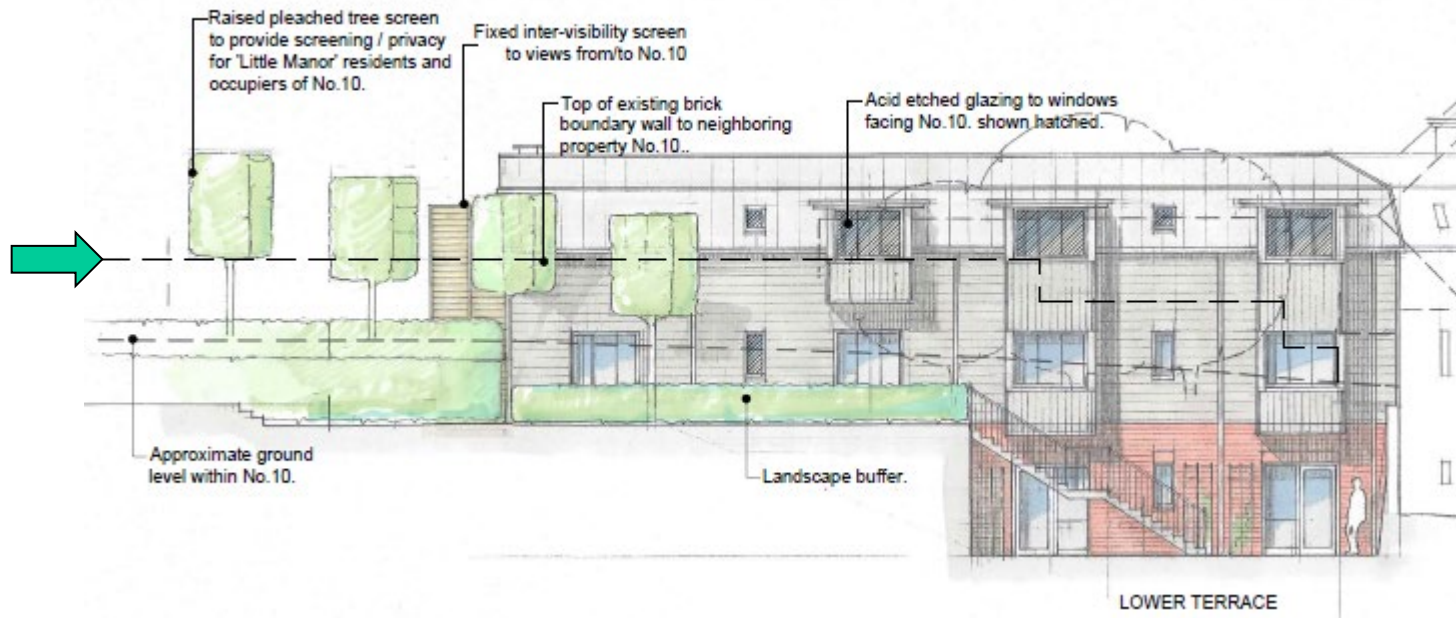 Raised pleached tree screen
to provide screening / privacy
for 'Little Manor' residents and
occupiers of No.10.
Fixed inter-visibility screen
to views from/to No.10
Top of existing brick
boundary wall to neighboring
property No.10..
Acid etched glazing to windows
facing No.10. shown hatched.
Approximate ground
level within No.10.
Landscape buffer.
LOWER TERRACE